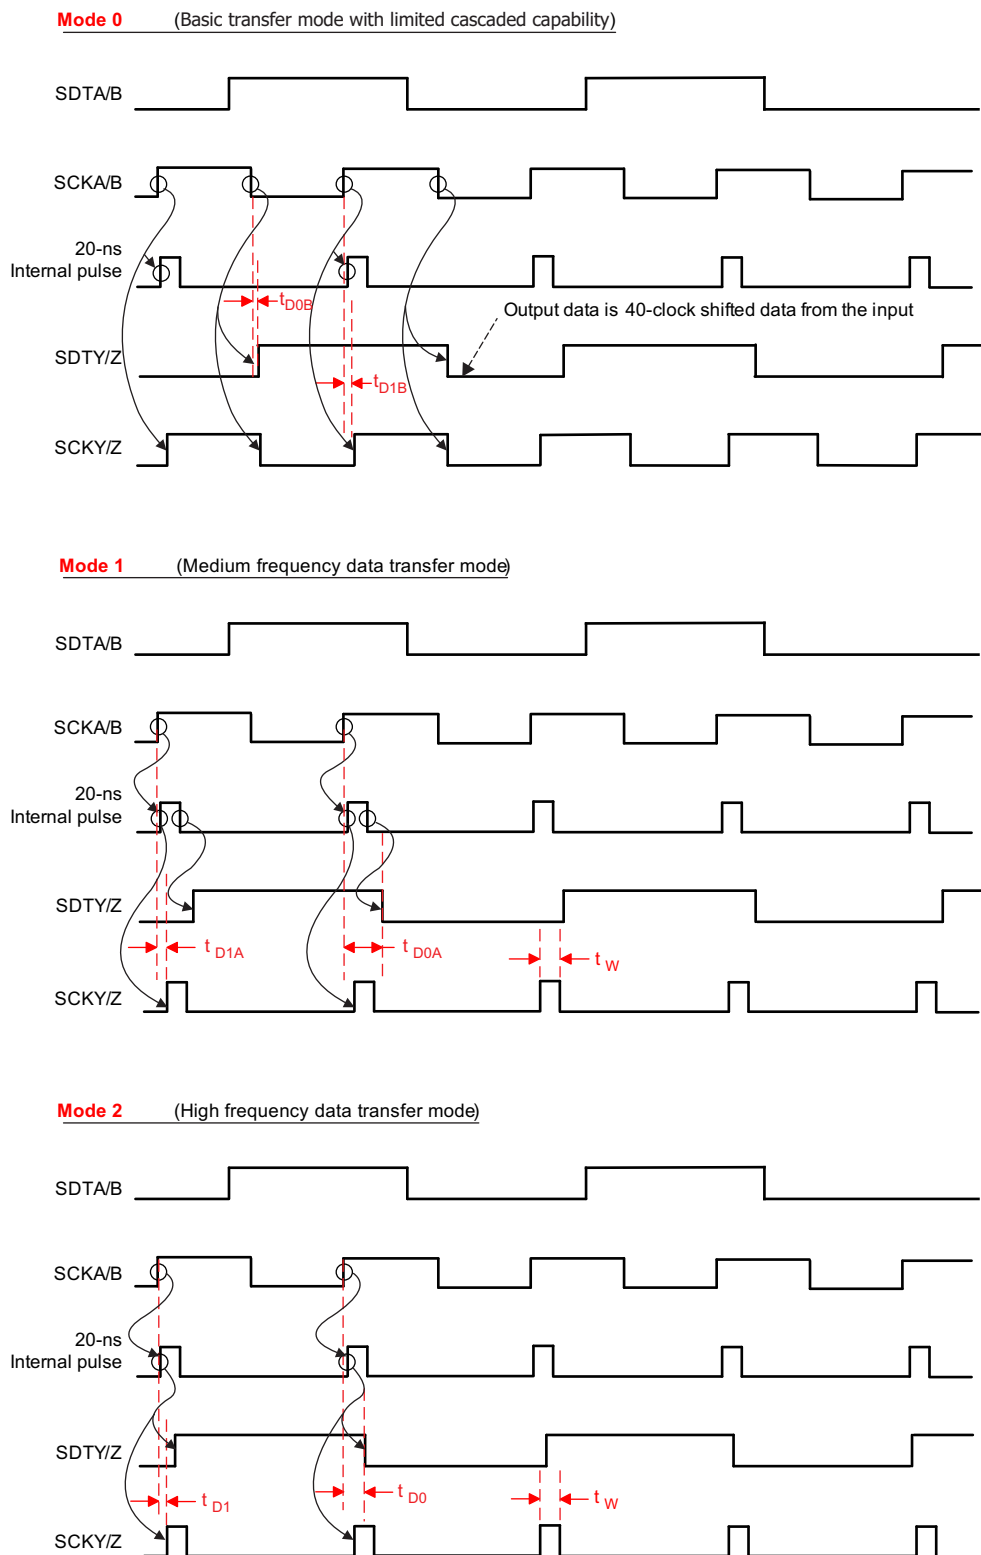 Mode 0 (Basic transfer mode with limited cascaded capability)
SDTA/B
SCKA/B
20-ns
Internal pulse
tD0B
Output data is 40-clock shifted data from the input
SDTY/Z
tD1B
SCKY/Z
Mode 1 (Medium frequency data transfer mode)
SDTA/B
SCKA/B
20-ns
Internal pulse
SDTY/Z
t D1A t D0A t W
SCKY/Z
Mode 2 (High frequency data transfer mode)
SDTA/B
SCKA/B
20-ns
Internal pulse
SDTY/Z
t D1 t D0 t W
SCKY/Z